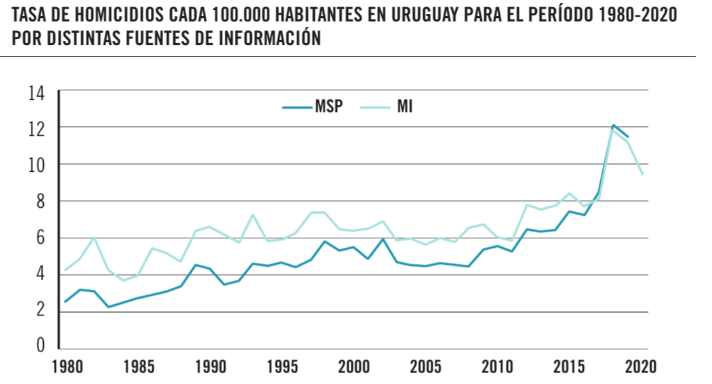 TASA DE HOMICIDIOS CADA 100.000 HABITANTES EN URUGUAY PARA EL PERÍODO 1980-2020
POR DISTINTAS FUENTES DE INFORMACIÓN
MSP MI
14
12
10
8
6
4
2
0
1980 1985 1990 1995 2000 2005 2010 2015 2020